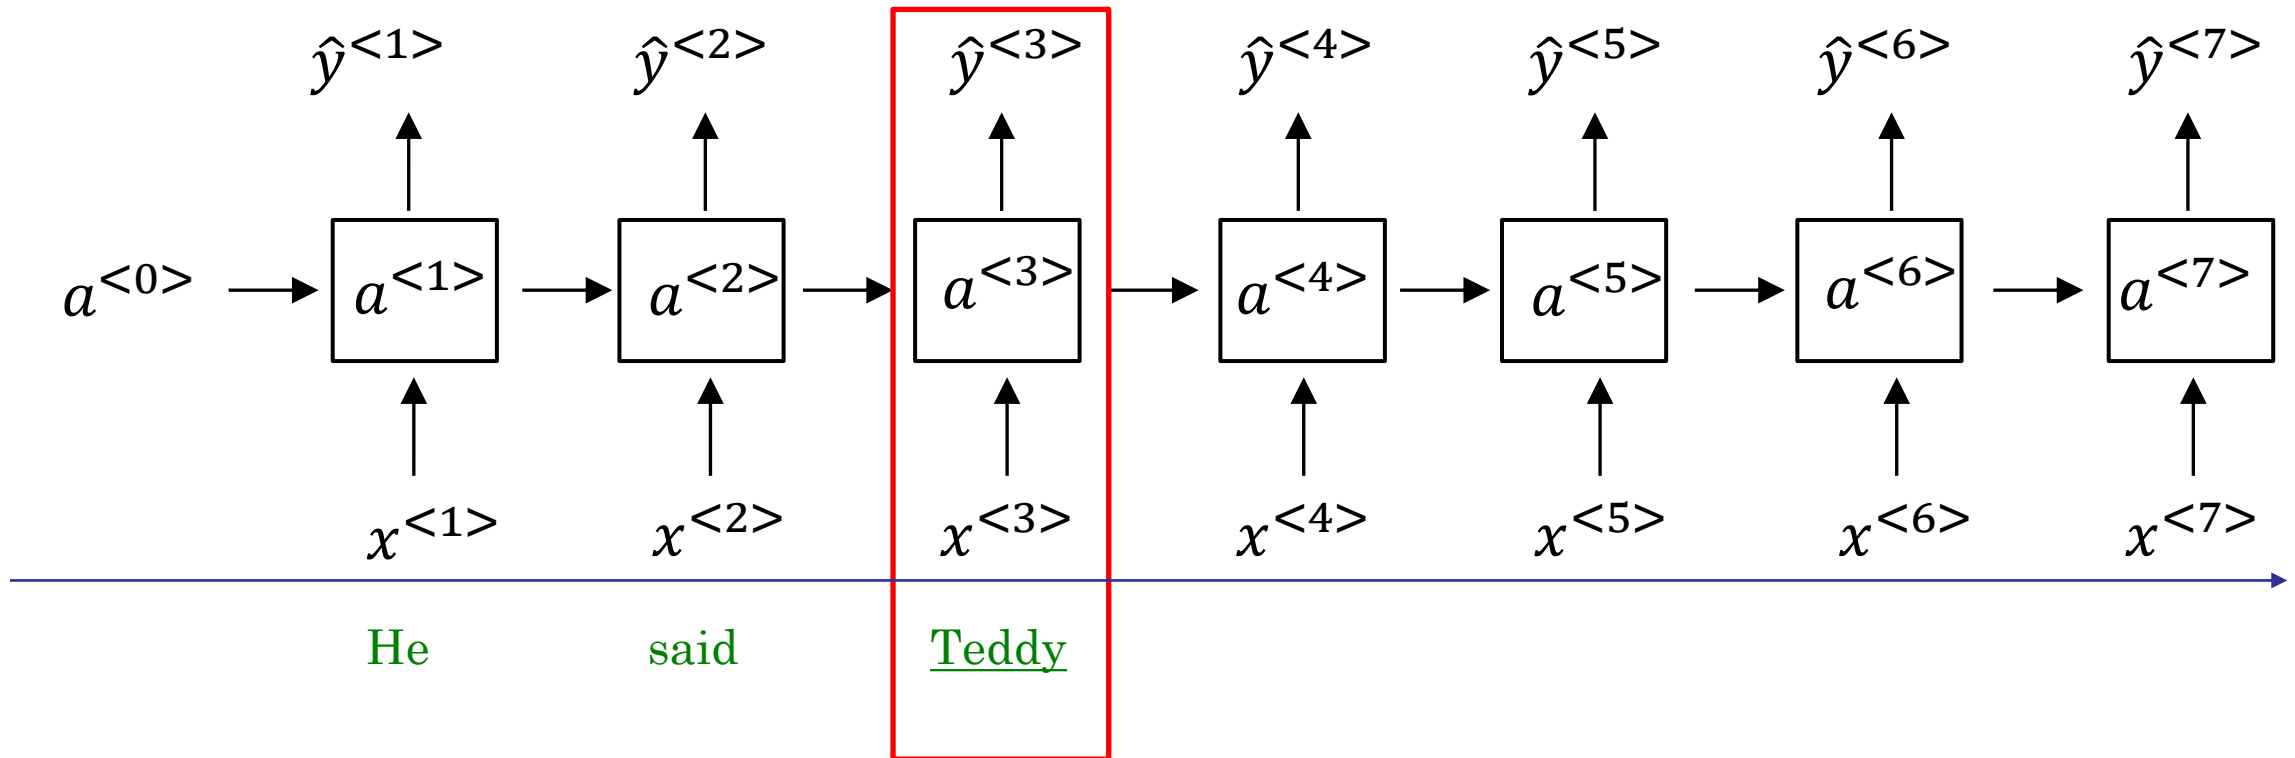 ŷ<1> ŷ<2> ŷ<3> ŷ<4> ŷ<5> ŷ<6> ŷ<7>
a<0> a<1> a<2> a<3> a<4> a<5> a<6> a<7>
x<1> x<2> x<3> x<4> x<5> x<6> x<7>
He said Teddy